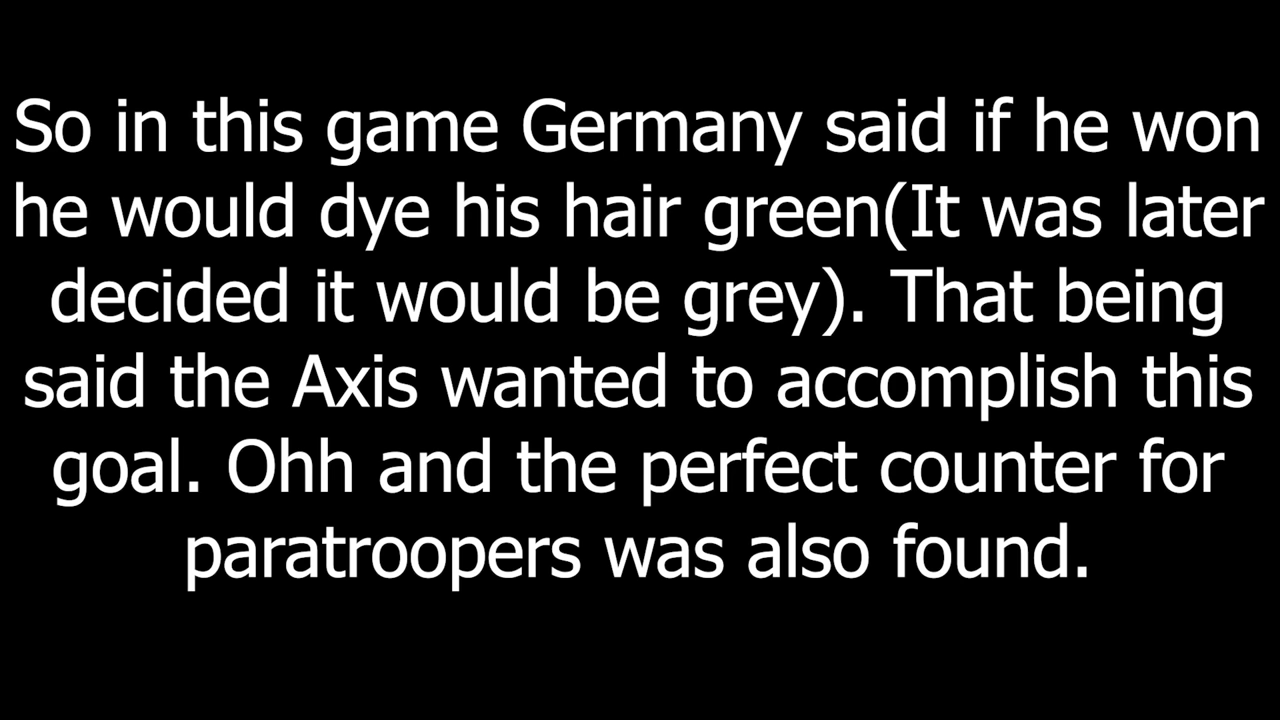 So in this game Germany said if he won
he would dye his hair green(It was later
decided it would be grey). That being
said the Axis wanted to accomplish this
goal. Ohh and the perfect counter for
paratroopers was also found.